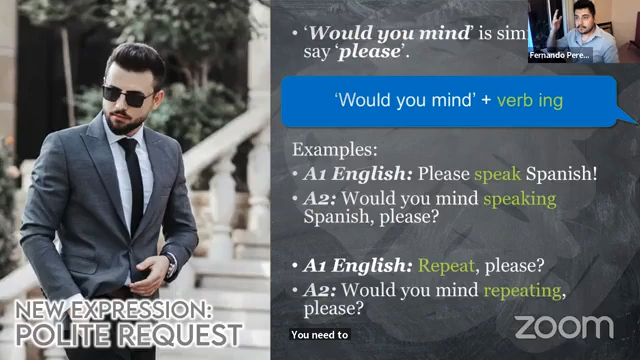 • 'Would you mind' is sim
say 'please'.
Fernando Pere...
'Would you mind' + verb ing
Examples:
• A1 English: Please speak Spanish!
• A2: Would you mind speaking
Spanish, please?
• A1 English: Repeat, please?
• A2: Would you mind repeating,
please?
NEW EXPRESSION:
POLITE REQUEST
You need to
zoom